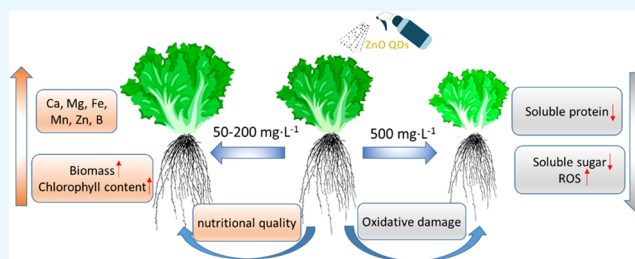 ZnO QDs
Ca, Mg, Fe,
Mn, Zn, B
50-200 mg·L⁻¹
500 mg·L⁻¹
Soluble protein↓
Biomass↑
Chlorophyll content↑
Soluble sugar↓
ROS ↑
nutritional quality
Oxidative damage